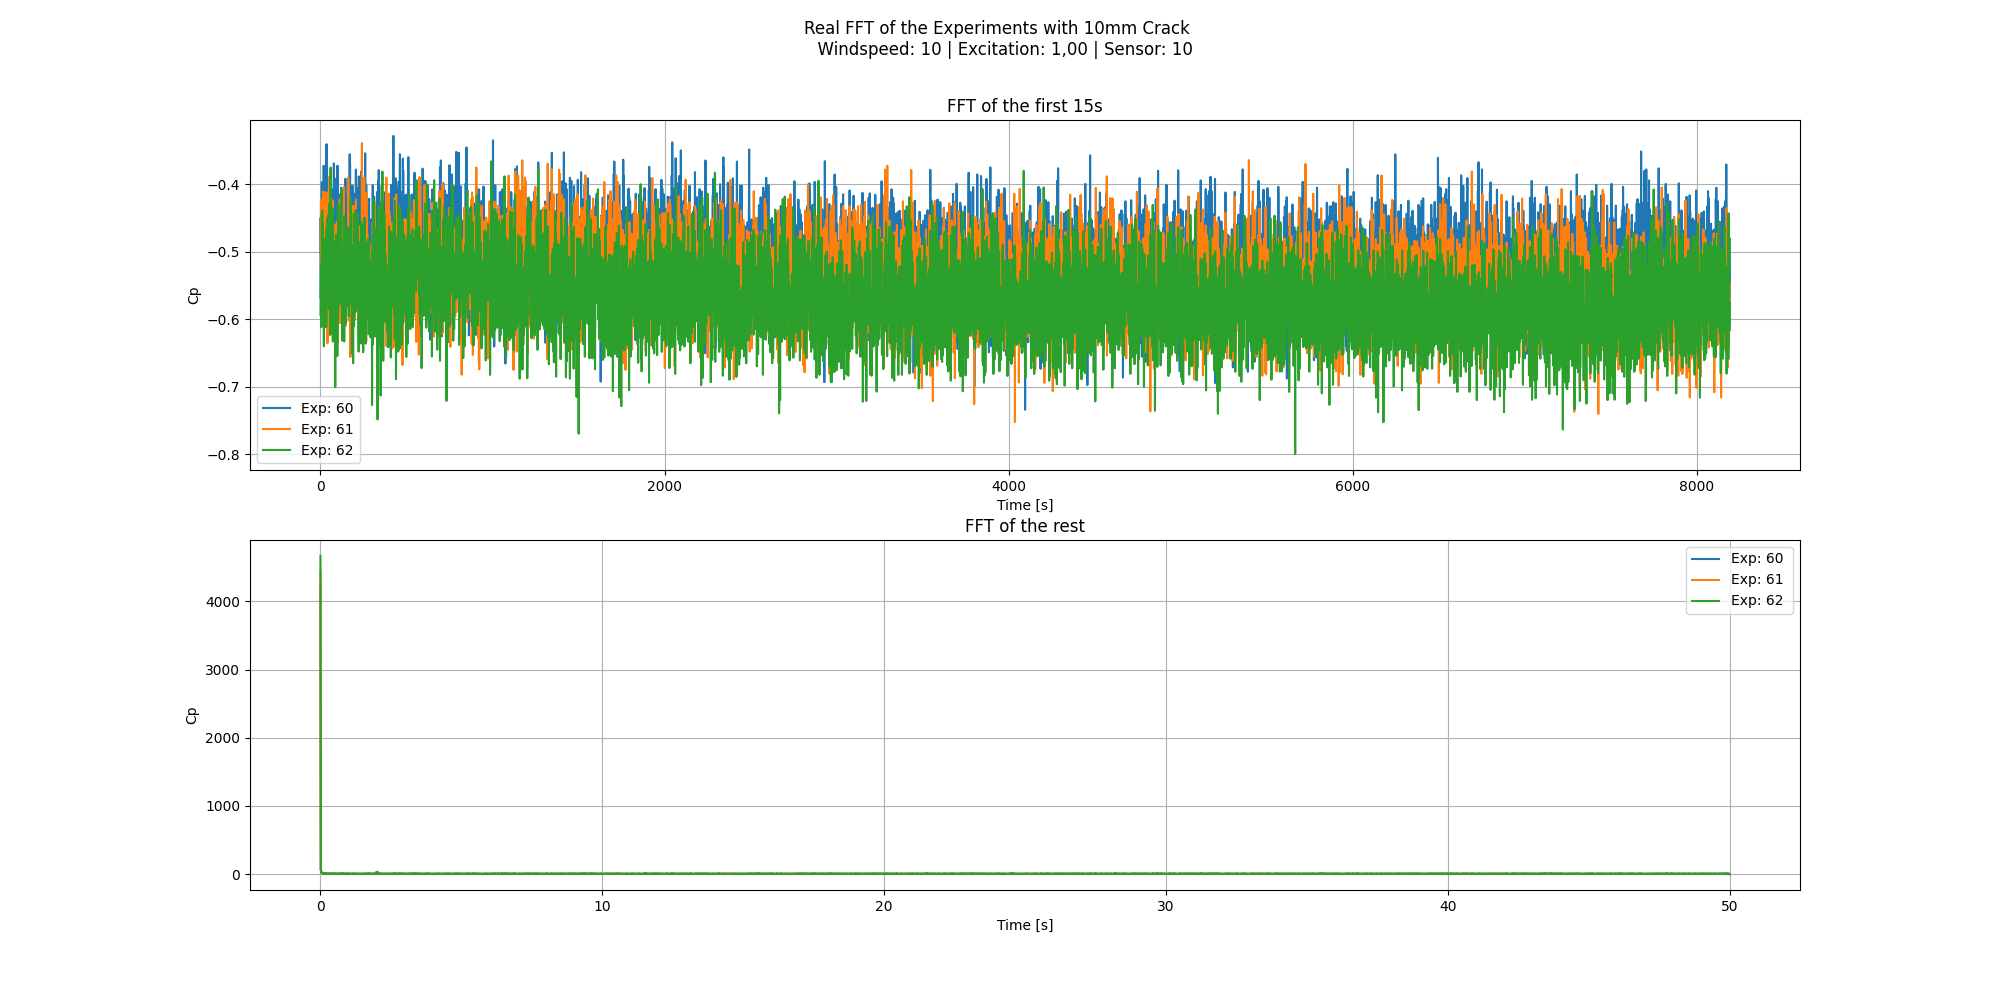 Real FFT of the Experiments with 10mm Crack
Windspeed: 10 | Excitation: 1,00 | Sensor: 10
FFT of the first 15s
Cp
−0.4
−0.5
−0.6
−0.7
−0.8
Exp: 60
Exp: 61
Exp: 62
0 2000 4000 6000 8000
Time [s]
FFT of the rest
Cp
4000
3000
2000
1000
0
Exp: 60
Exp: 61
Exp: 62
0 10 20 30 40 50
Time [s]